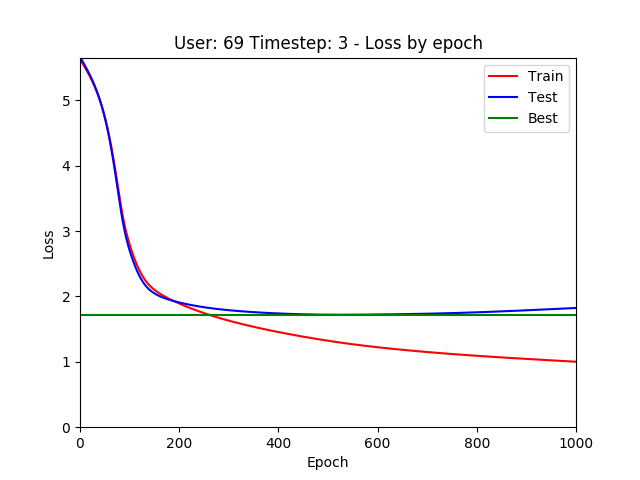 User: 69 Timestep: 3 - Loss by epoch
Train
Test
Best
Loss
5
4
3
2
1
0
0 200 400 600 800 1000
Epoch